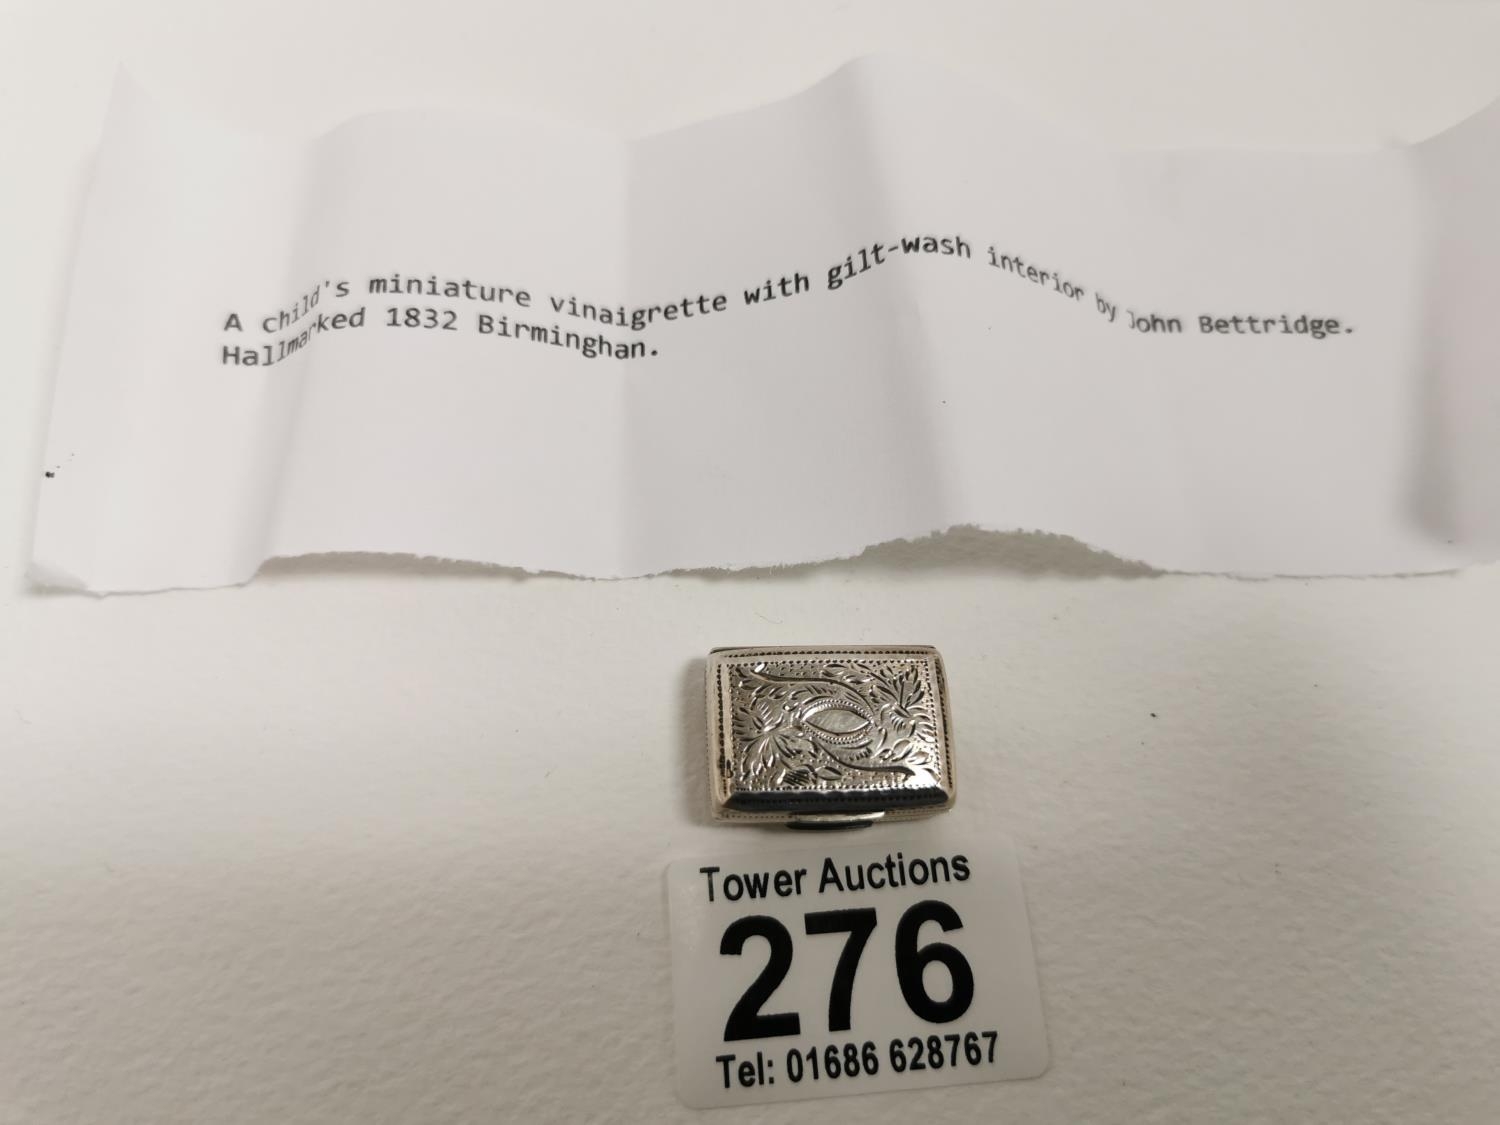 A child's miniature vinaigrette with gilt-wash interior by John Bettridge.
Hallmarked 1832 Birminghan.
Tower Auctions
276
Tel: 01686 628767